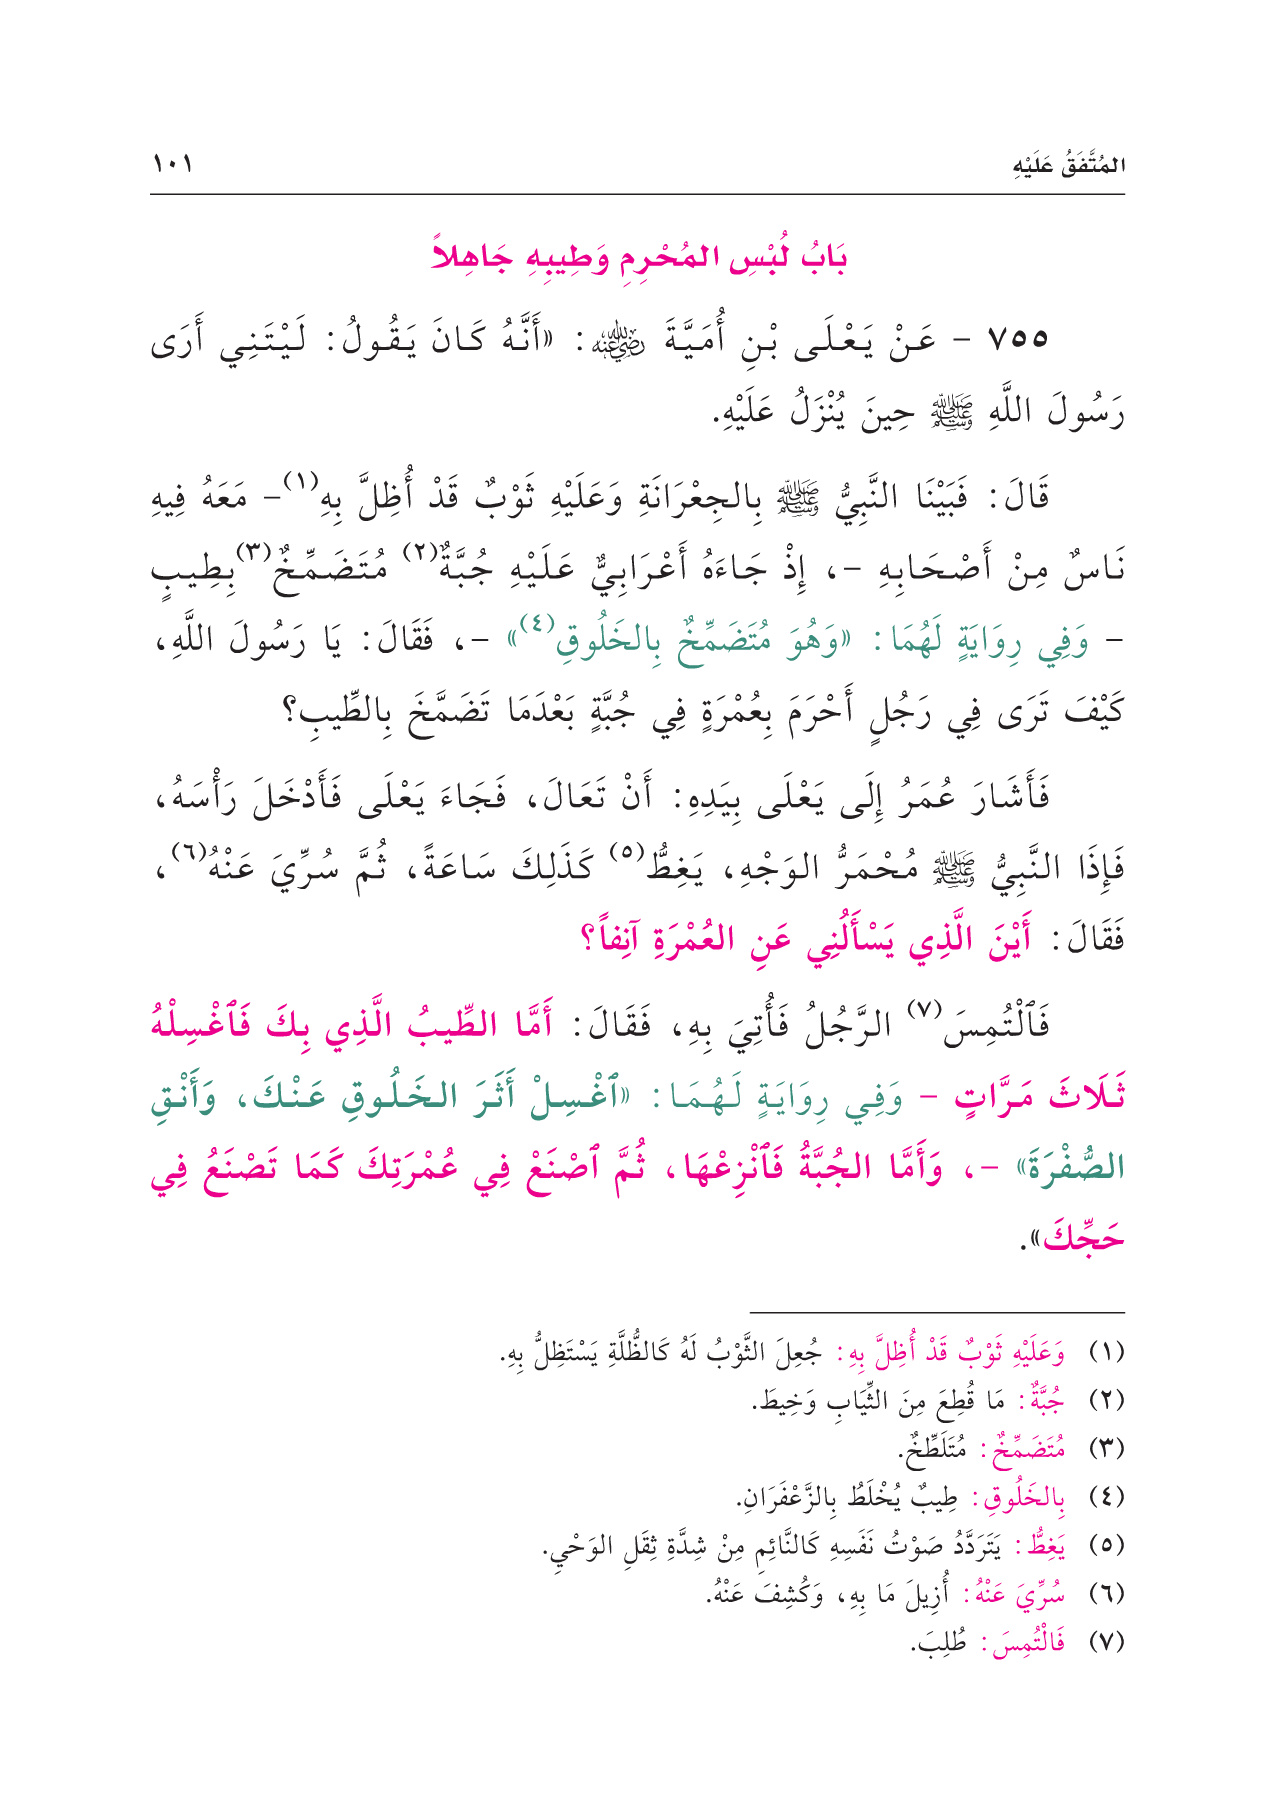 المُتَّفَقُ عَلَيْهِ
١٠١
بَابُ لُبْسِ المُحْرِمِ وَطِيبِهِ جَاهِلاً
٧٥٥ - عَنْ يَعْلَى بْنِ أُمَيَّةَ رضي الله عنه: «أَنَّهُ كَانَ يَقُولُ: لَيْتَنِي أَرَى
رَسُولَ اللَّهِ ﷺ حِينَ يُنْزَلُ عَلَيْهِ.
قَالَ: فَبَيْنَا النَّبِيُّ ﷺ بِالجِعْرَانَةِ وَعَلَيْهِ ثَوْبٌ قَدْ أُظِلَّ بِهِ(١) - مَعَهُ فِيهِ
نَاسٌ مِنْ أَصْحَابِهِ -، إِذْ جَاءَهُ أَعْرَابِيٌّ عَلَيْهِ جُبَّةٌ(٢) مُتَضَمِّخٌ(٣) بِطِيبٍ
- وَفِي رِوَايَةٍ لَهُمَا: «وَهُوَ مُتَضَمِّخٌ بِالخَلُوقِ(٤)» -، فَقَالَ: يَا رَسُولَ اللَّهِ،
كَيْفَ تَرَى فِي رَجُلٍ أَحْرَمَ بِعُمْرَةٍ فِي جُبَّةٍ بَعْدَمَا تَضَمَّخَ بِالطِّيبِ؟
فَأَشَارَ عُمَرُ إِلَى يَعْلَى بِيَدِهِ: أَنْ تَعَالَ، فَجَاءَ يَعْلَى فَأَدْخَلَ رَأْسَهُ،
فَإِذَا النَّبِيُّ ﷺ مُحْمَرُّ الوَجْهِ، يَغِطُّ(٥) كَذَلِكَ سَاعَةً، ثُمَّ سُرِّيَ عَنْهُ(٦)،
فَقَالَ: أَيْنَ الَّذِي يَسْأَلُنِي عَنِ العُمْرَةِ آنِفاً؟
فَٱلْتُمِسَ(٧) الرَّجُلُ فَأُتِيَ بِهِ، فَقَالَ: أَمَّا الطِّيبُ الَّذِي بِكَ فَٱغْسِلْهُ
ثَلَاثَ مَرَّاتٍ - وَفِي رِوَايَةٍ لَهُمَا: «ٱغْسِلْ أَثَرَ الخَلُوقِ عَنْكَ، وَأَنْقِ
الصُّفْرَةَ» -، وَأَمَّا الجُبَّةُ فَٱنْزِعْهَا، ثُمَّ ٱصْنَعْ فِي عُمْرَتِكَ كَمَا تَصْنَعُ فِي
حَجِّكَ».
(١) وَعَلَيْهِ ثَوْبٌ قَدْ أُظِلَّ بِهِ: جُعِلَ الثَّوْبُ لَهُ كَالظُّلَّةِ يَسْتَظِلُّ بِهِ.
(٢) جُبَّةٌ: مَا قُطِعَ مِنَ الثِّيَابِ وَخِيطَ.
(٣) مُتَضَمِّخٌ: مُتَلَطِّخٌ.
(٤) بِالخَلُوقِ: طِيبٌ يُخْلَطُ بِالزَّعْفَرَانِ.
(٥) يَغِطُّ: يَتَرَدَّدُ صَوْتُ نَفَسِهِ كَالنَّائِمِ مِنْ شِدَّةِ ثِقَلِ الوَحْيِ.
(٦) سُرِّيَ عَنْهُ: أُزِيلَ مَا بِهِ، وَكُشِفَ عَنْهُ.
(٧) فَالْتُمِسَ: طُلِبَ.